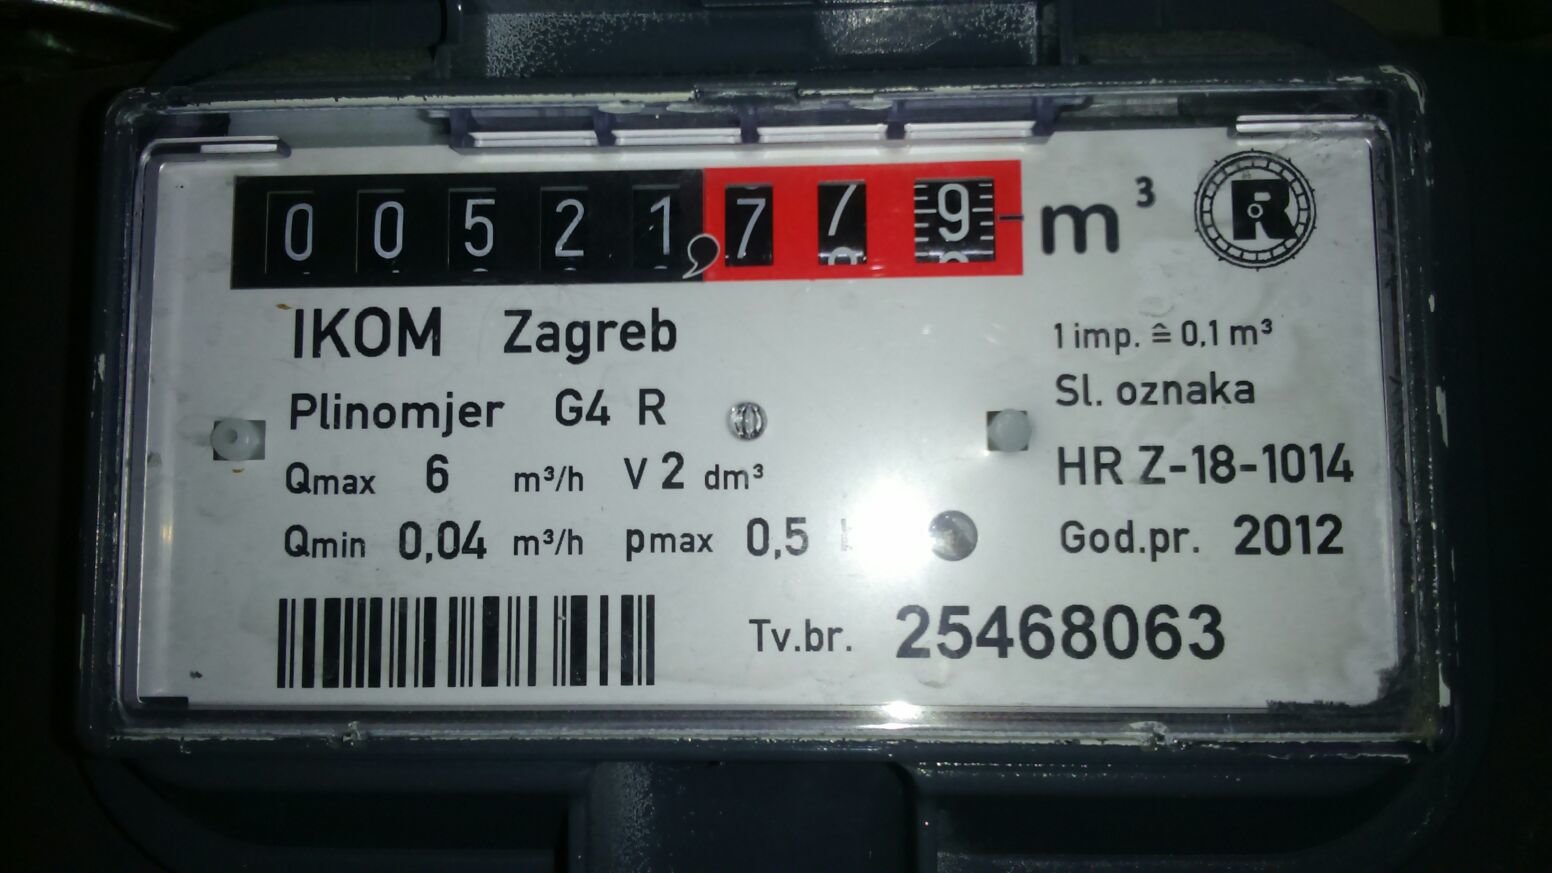 00521,779 m³ R
IKOM Zagreb
1 imp. ≙ 0,1 m³
Plinomjer G4 R
Sl. oznaka
Qmax 6 m³/h V 2 dm³
HR Z-18-1014
Qmin 0,04 m³/h pmax 0,5
God.pr. 2012
Tv.br. 25468063